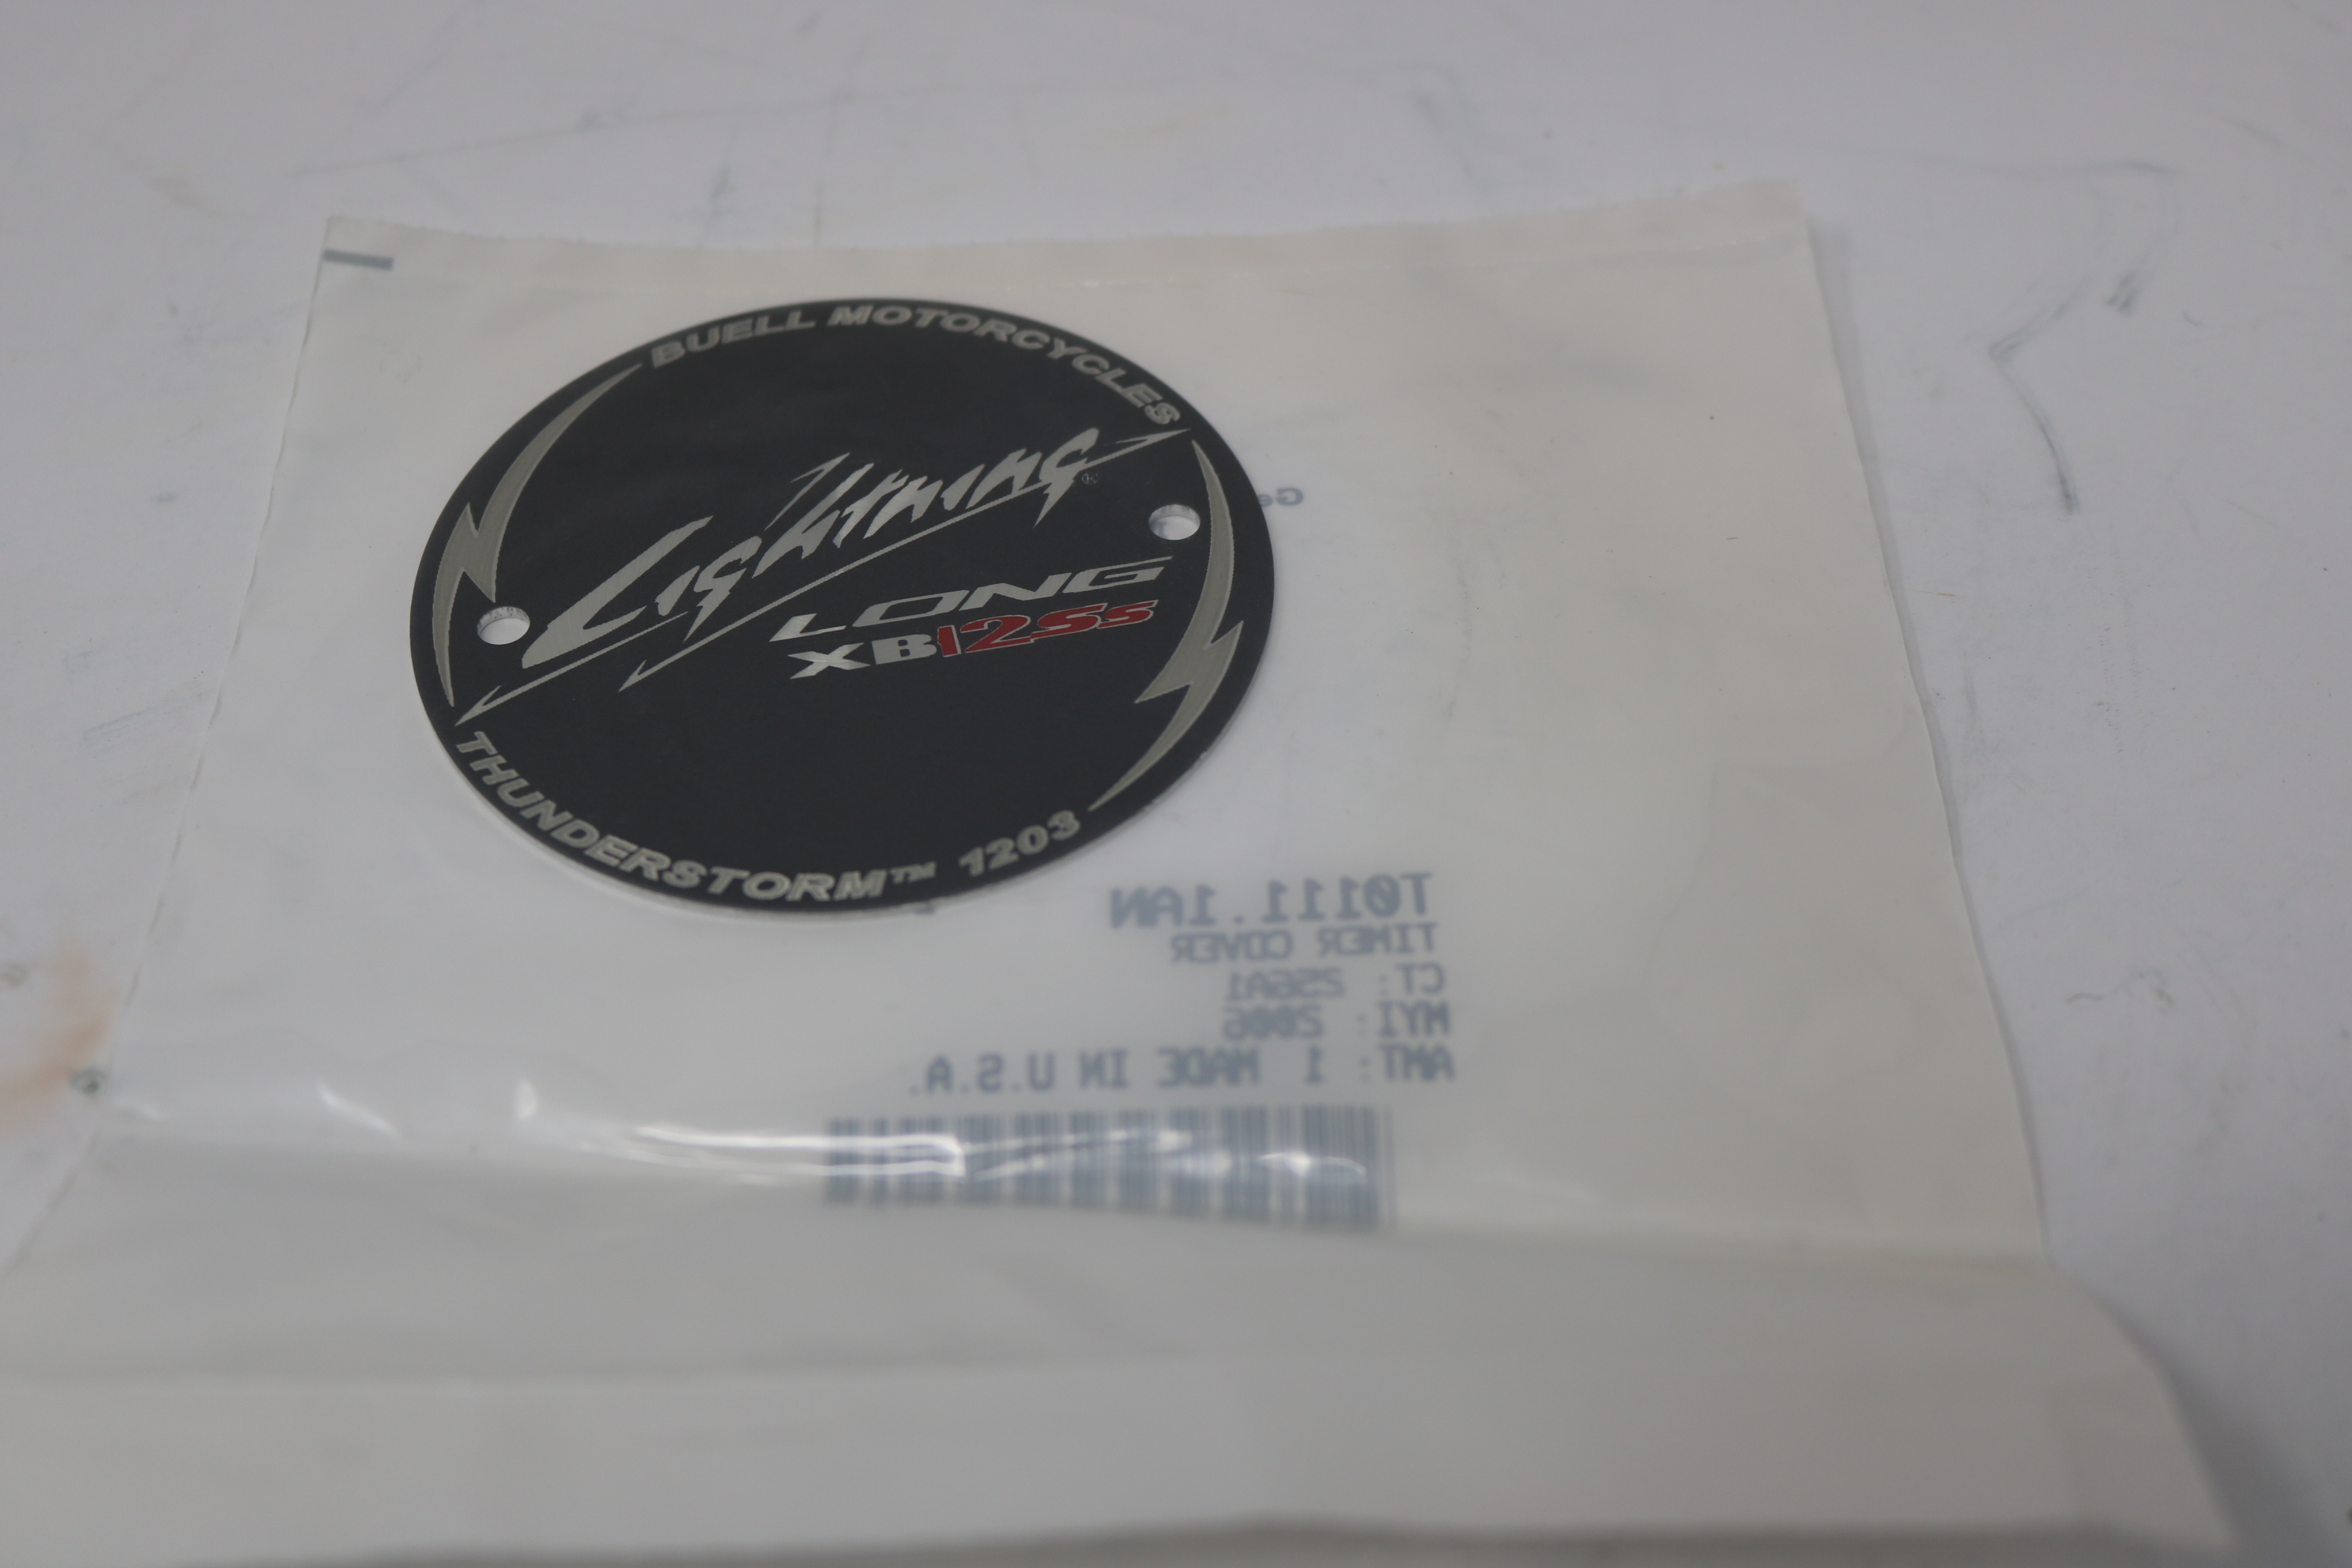 BUELL MOTORCYCLES
Lightning®
LONG
XB12Ss
THUNDERSTORM™ 1203
T0111.1AN
TIMER COVER
CT: 256A1
MYI: 2006
AMT: 1 MADE IN U.S.A.